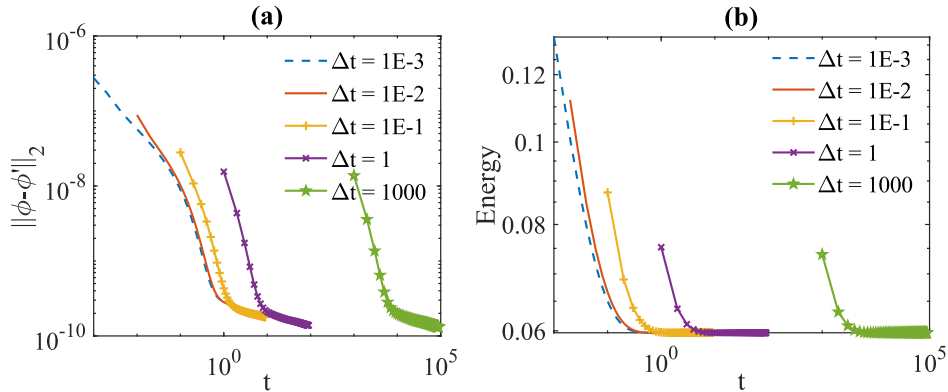 (a)
10^-6
10^-8
10^-10
||ϕ-ϕ'||_2
Δt = 1E-3
Δt = 1E-2
Δt = 1E-1
Δt = 1
Δt = 1000
10^0
10^5
t
(b)
0.12
0.1
0.08
0.06
Energy
Δt = 1E-3
Δt = 1E-2
Δt = 1E-1
Δt = 1
Δt = 1000
10^0
10^5
t